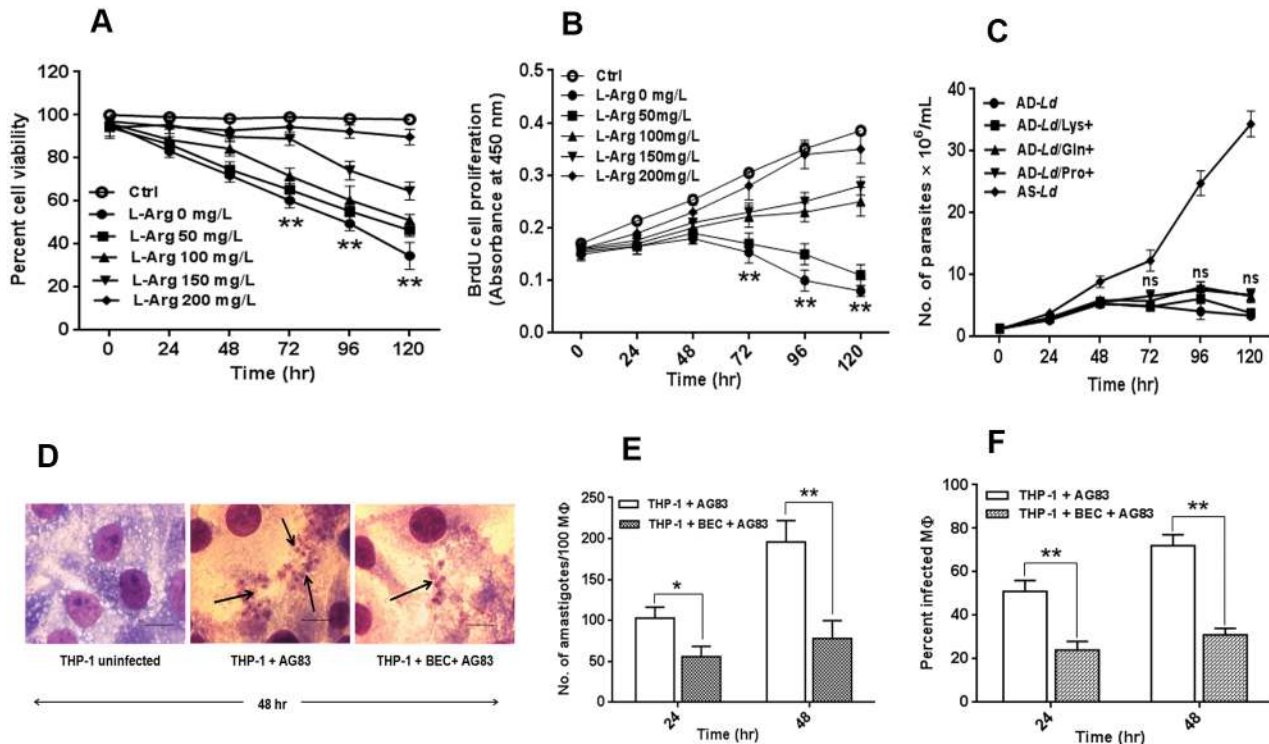 A
Percent cell viability
120
100
80
60
40
20
0
Ctrl
L-Arg 0 mg/L
L-Arg 50 mg/L
L-Arg 100 mg/L
L-Arg 150 mg/L
L-Arg 200 mg/L
**
**
**
0 24 48 72 96 120
Time (hr)
B
BrdU cell proliferation
(Absorbance at 450 nm)
0.5
0.4
0.3
0.2
0.1
0.0
Ctrl
L-Arg 0 mg/L
L-Arg 50mg/L
L-Arg 100mg/L
L-Arg 150mg/L
L-Arg 200mg/L
**
**
**
0 24 48 72 96 120
Time (hr)
C
No. of parasites × 10⁶/mL
40
30
20
10
0
AD-Ld
AD-Ld/Lys+
AD-Ld/Gln+
AD-Ld/Pro+
AS-Ld
ns
ns
ns
0 24 48 72 96 120
Time (hr)
D
THP-1 uninfected
THP-1 + AG83
THP-1 + BEC+ AG83
48 hr
E
No. of amastigotes/100 MΦ
250
200
150
100
50
0
THP-1 + AG83
THP-1 + BEC + AG83
*
**
24 48
Time (hr)
F
Percent infected MΦ
100
80
60
40
20
0
THP-1 + AG83
THP-1 + BEC + AG83
**
**
24 48
Time (hr)